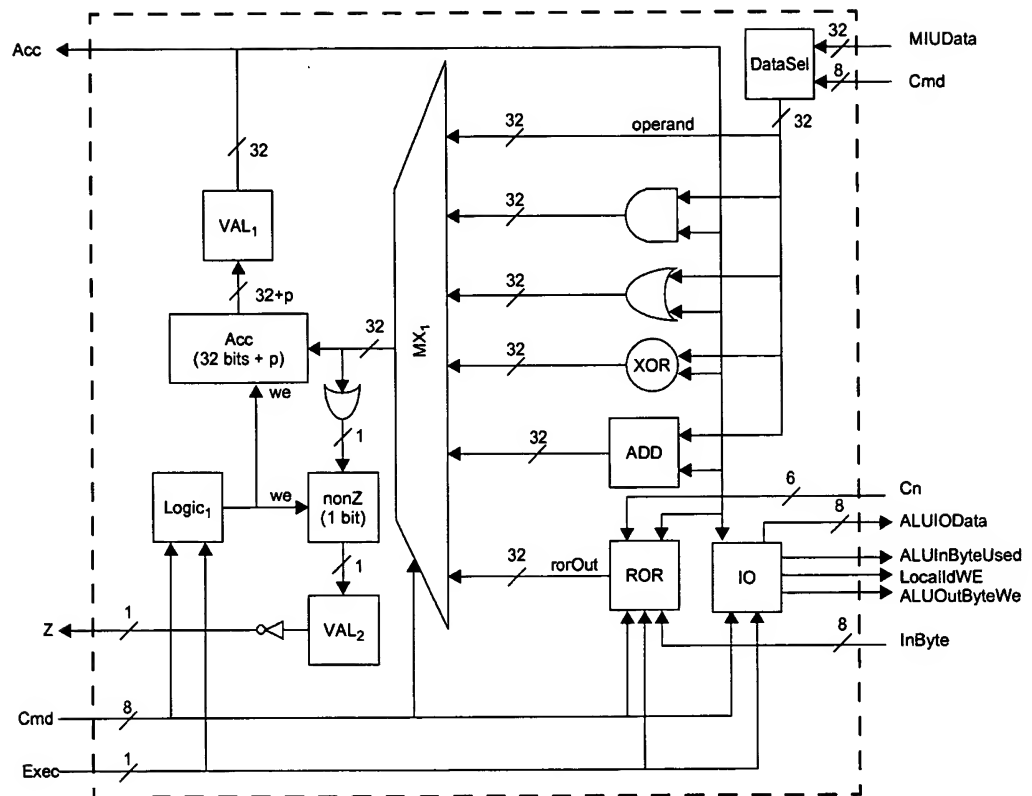 Acc
32
MIUData
DataSel
8
Cmd
32
32
operand
32
32
VAL₁
32
32+p
32
Acc
(32 bits + p)
32
MX₁
32
XOR
we
1
32
ADD
Logic₁
we
nonZ
(1 bit)
6
Cn
8
ALUIOData
1
32
rorOut
ROR
IO
ALUInByteUsed
LocalIdWE
ALUOutByteWe
Z
1
VAL₂
8
InByte
Cmd
8
Exec
1